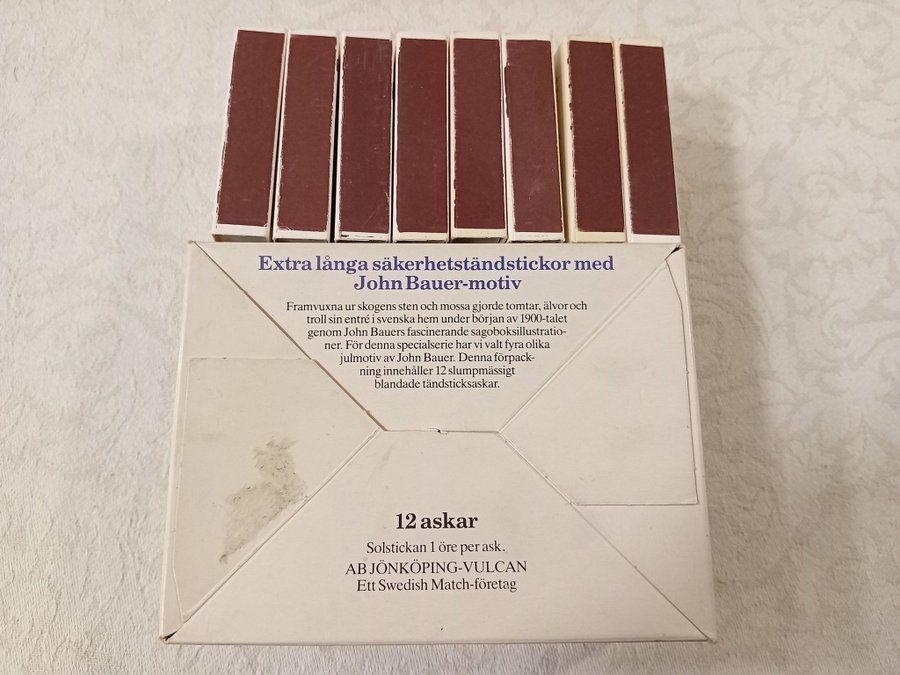 Extra långa säkerhetständstickor med
John Bauer-motiv
Framvuxna ur skogens sten och mossa gjorde tomtar, älvor och
troll sin entré i svenska hem under början av 1900-talet
genom John Bauers fascinerande sagoboksillustratio-
ner. För denna specialserie har vi valt fyra olika
julmotiv av John Bauer. Denna förpack-
ning innehåller 12 slumpmässigt
blandade tändsticksaskar.
12 askar
Solstickan 1 öre per ask.
AB JÖNKÖPING-VULCAN
Ett Swedish Match-företag